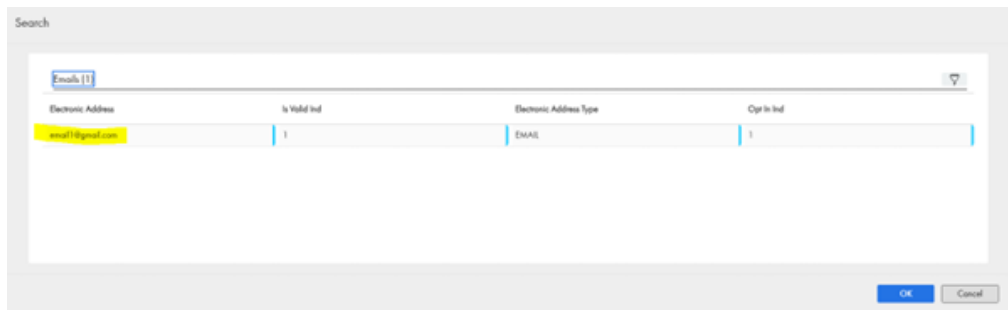 Search
Emails (1)
Electronic Address Is Valid Ind Electronic Address Type Opt In Ind
email1@gmail.com 1 EMAIL 1
OK Cancel